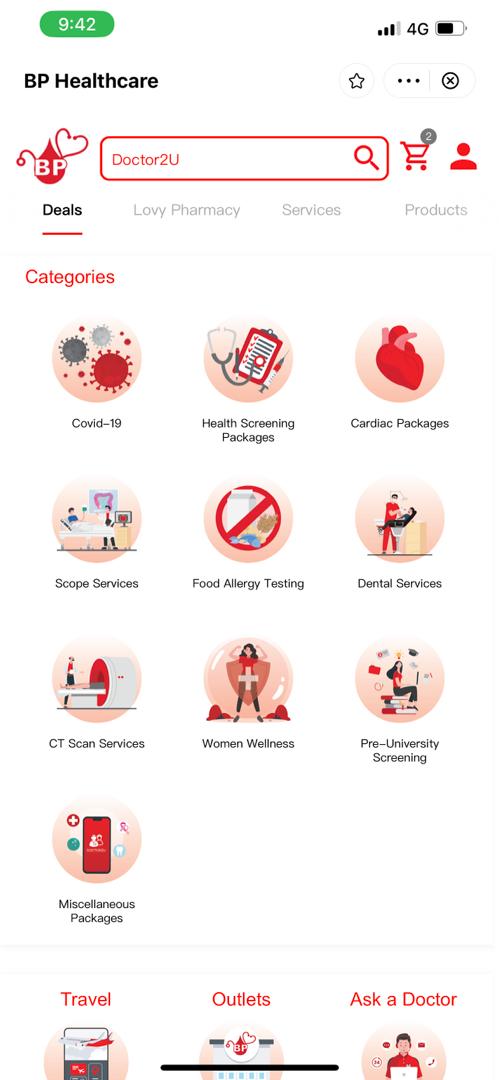 9:42
4G
BP Healthcare
BP
Doctor2U
2
Deals
Lovy Pharmacy
Services
Products
Categories
Covid-19
Health Screening
Packages
Cardiac Packages
Scope Services
Food Allergy Testing
Dental Services
CT Scan Services
Women Wellness
Pre-University
Screening
Miscellaneous
Packages
Travel
Outlets
Ask a Doctor
BP
24